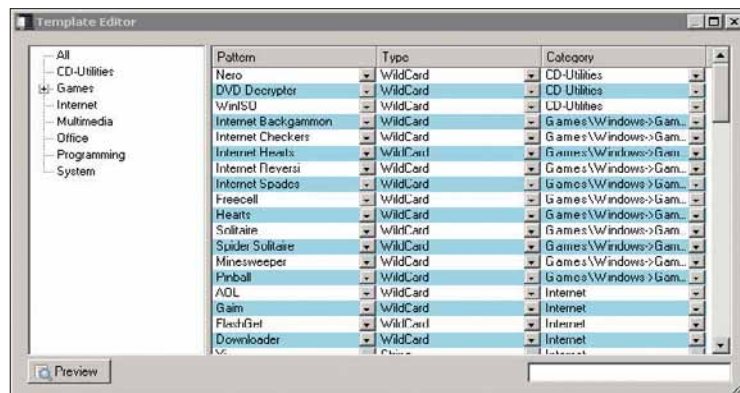 Template Editor
All
CD-Utilities
Games
Internet
Multimedia
Office
Programming
System
Pattern Type Category
Nero WildCard CD-Utilities
DVD Decrypter WildCard CD-Utilities
WinISO WildCard CD-Utilities
Internet Backgammon WildCard Games\Windows->Gam...
Internet Checkers WildCard Games\Windows->Gam...
Internet Hearts WildCard Games\Windows->Gam...
Internet Reversi WildCard Games\Windows->Gam...
Internet Spades WildCard Games\Windows->Gam...
Freecell WildCard Games\Windows->Gam...
Hearts WildCard Games\Windows->Gam...
Solitaire WildCard Games\Windows->Gam...
Spider Solitaire WildCard Games\Windows->Gam...
Minesweeper WildCard Games\Windows->Gam...
Pinball WildCard Games\Windows->Gam...
AOL WildCard Internet
Gaim WildCard Internet
FlashGet WildCard Internet
Downloader WildCard Internet
String Internet
Preview